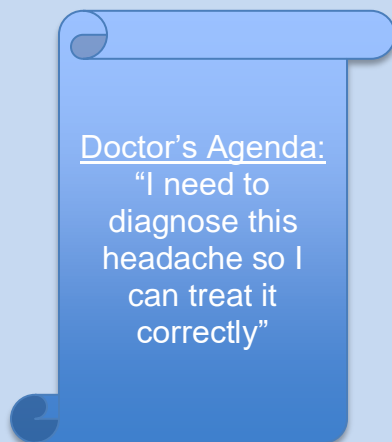 Doctor’s Agenda:
“I need to
diagnose this
headache so I
can treat it
correctly”